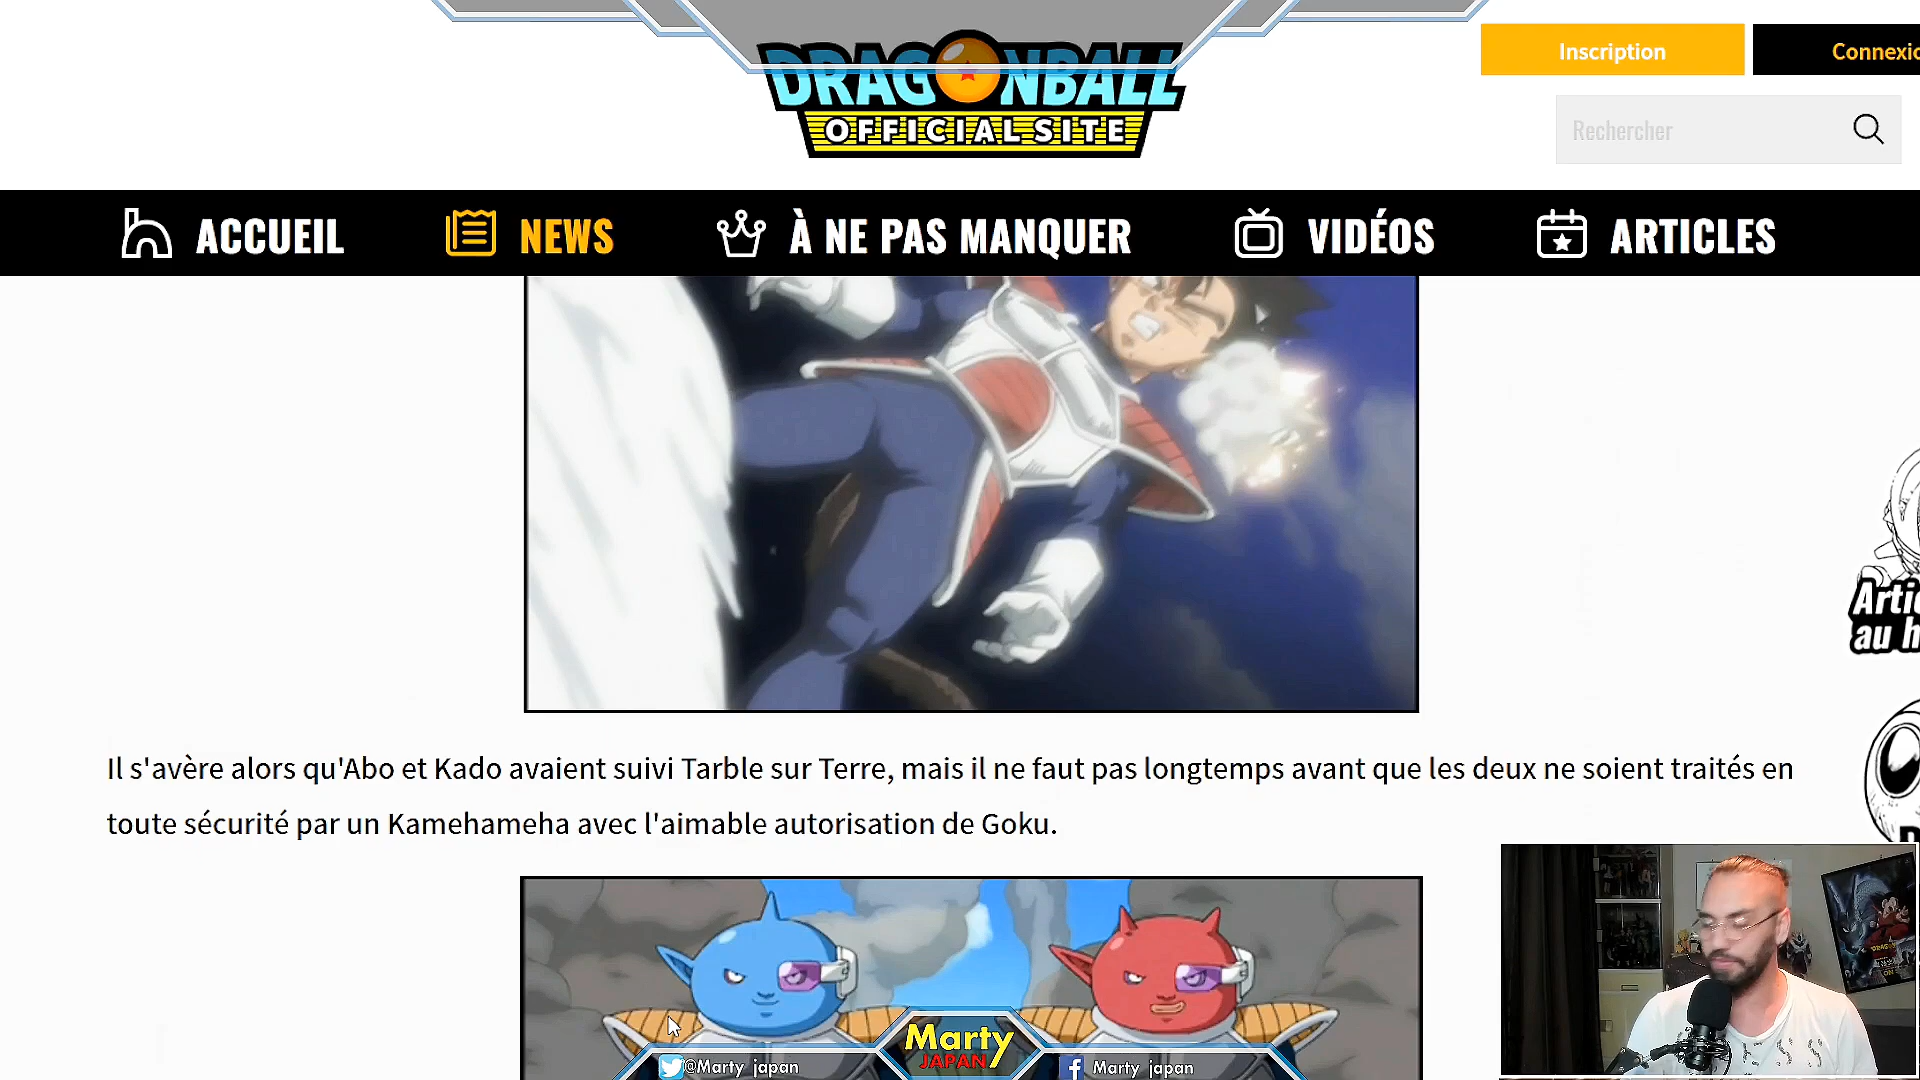 DRAGONBALL
OFFICIAL SITE
Inscription
Connexio
Rechercher
ACCUEIL
NEWS
À NE PAS MANQUER
VIDÉOS
ARTICLES
Il s'avère alors qu'Abo et Kado avaient suivi Tarble sur Terre, mais il ne faut pas longtemps avant que les deux ne soient traités en
toute sécurité par un Kamehameha avec l'aimable autorisation de Goku.
Artic
au h
Marty
JAPAN
@Marty_japan
Marty_japan